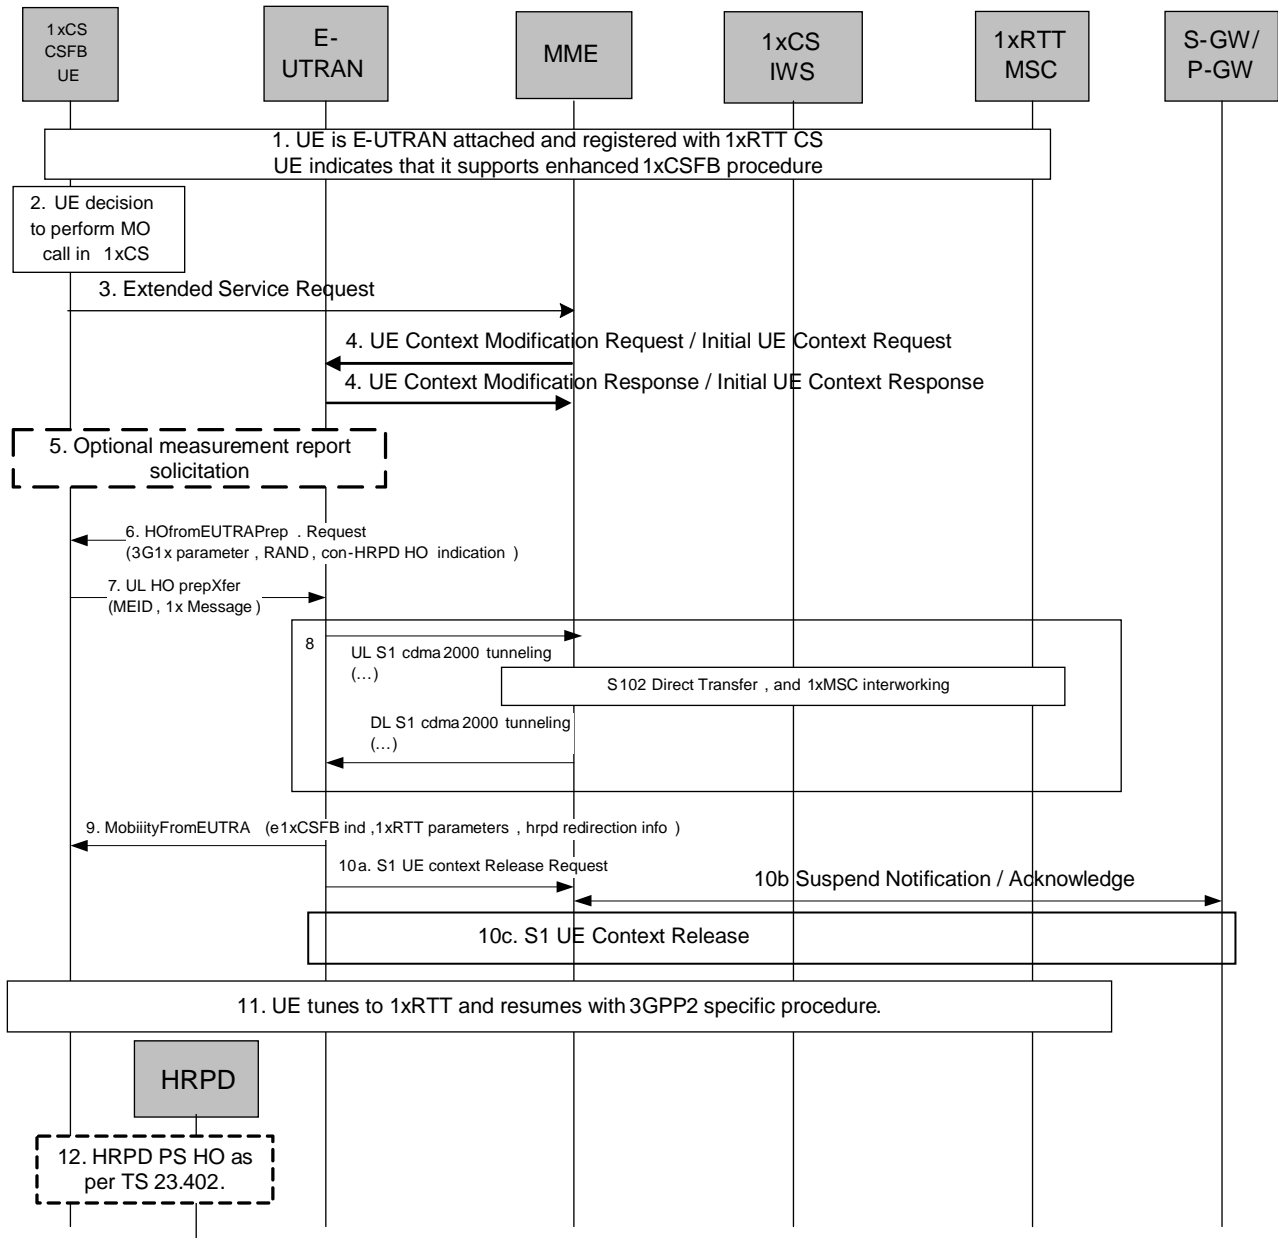 1xCS
CSFB
UE
E-
UTRAN
MME
1xCS
IWS
1xRTT
MSC
S-GW/
P-GW
1. UE is E-UTRAN attached and registered with 1xRTT CS
UE indicates that it supports enhanced 1xCSFB procedure
2. UE decision
to perform MO
call in 1xCS
3. Extended Service Request
4. UE Context Modification Request / Initial UE Context Request
4. UE Context Modification Response / Initial UE Context Response
5. Optional measurement report
solicitation
6. HOfromEUTRAPrep . Request
(3G1x parameter , RAND , con-HRPD HO indication )
7. UL HO prepXfer
(MEID , 1x Message )
8
UL S1 cdma2000 tunneling
(...)
S102 Direct Transfer , and 1xMSC interworking
DL S1 cdma2000 tunneling
(...)
9. MobiiityFromEUTRA (e1xCSFB ind ,1xRTT parameters , hrpd redirection info )
10a. S1 UE context Release Request
10b Suspend Notification / Acknowledge
10c. S1 UE Context Release
11. UE tunes to 1xRTT and resumes with 3GPP2 specific procedure.
HRPD
12. HRPD PS HO as
per TS 23.402.